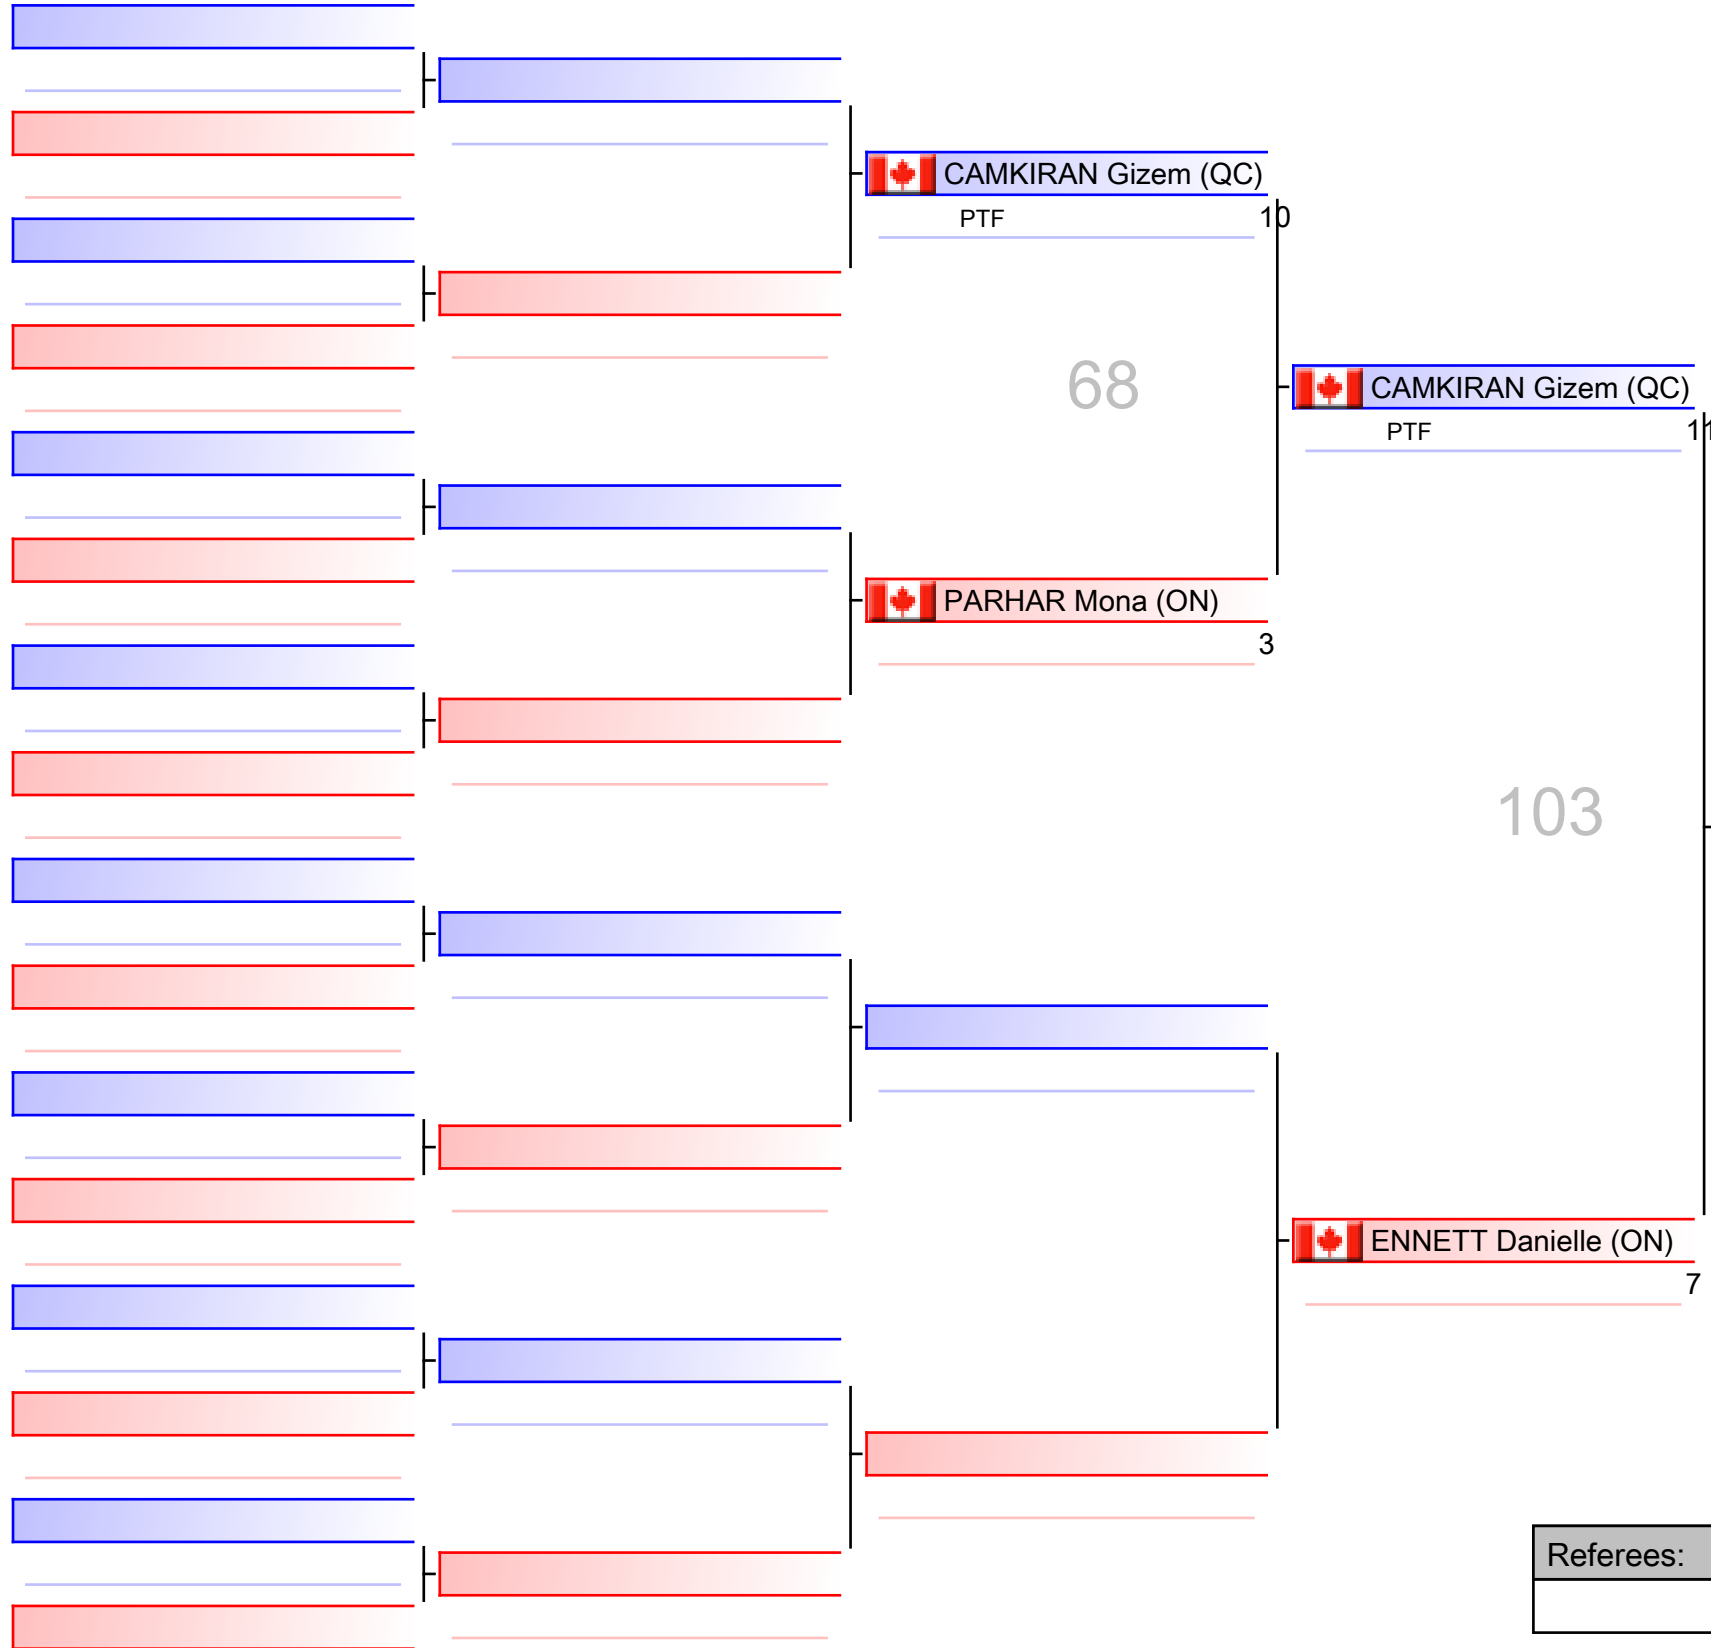 CAMKIRAN Gizem (QC)
PTF 10
68
CAMKIRAN Gizem (QC)
PTF 11
PARHAR Mona (ON)
3
103
ENNETT Danielle (ON)
7
Referees: